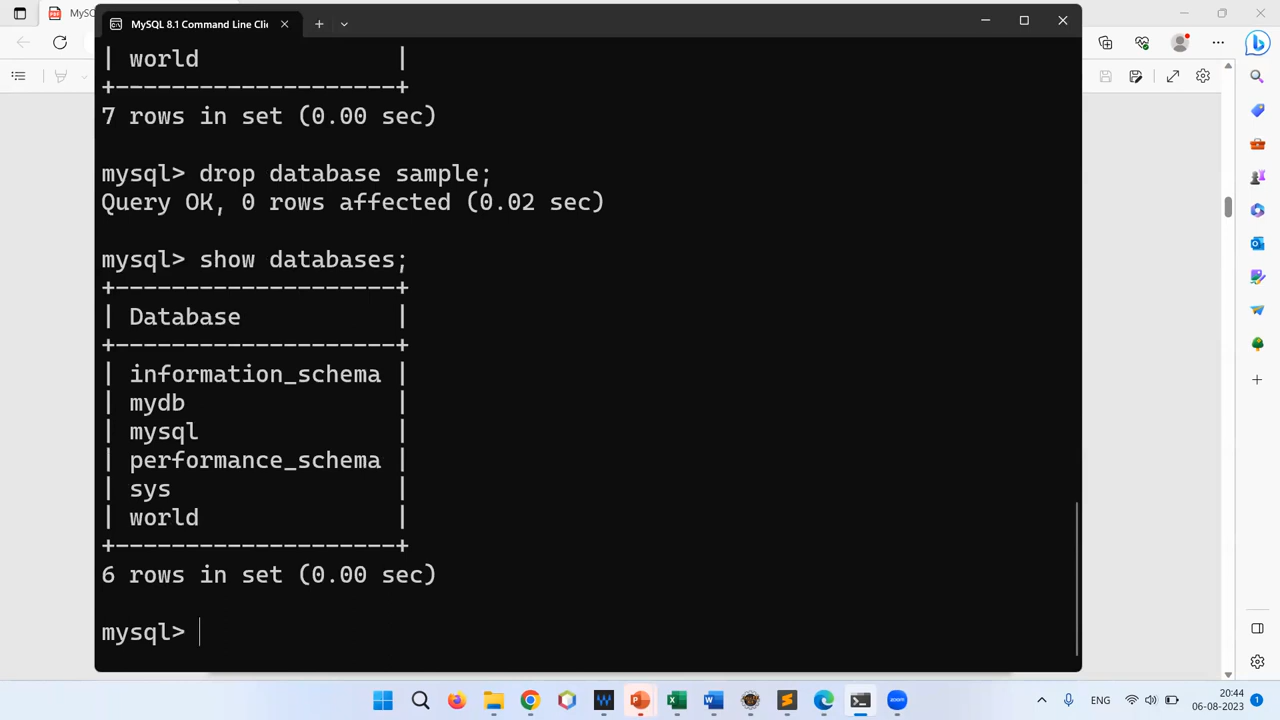 MyS
MySQL 8.1 Command Line Clie
| world |
+--------------------+
7 rows in set (0.00 sec)
mysql> drop database sample;
Query OK, 0 rows affected (0.02 sec)
mysql> show databases;
+--------------------+
| Database |
+--------------------+
| information_schema |
| mydb |
| mysql |
| performance_schema |
| sys |
| world |
+--------------------+
6 rows in set (0.00 sec)
mysql>
ENG
20:44
06-08-2023